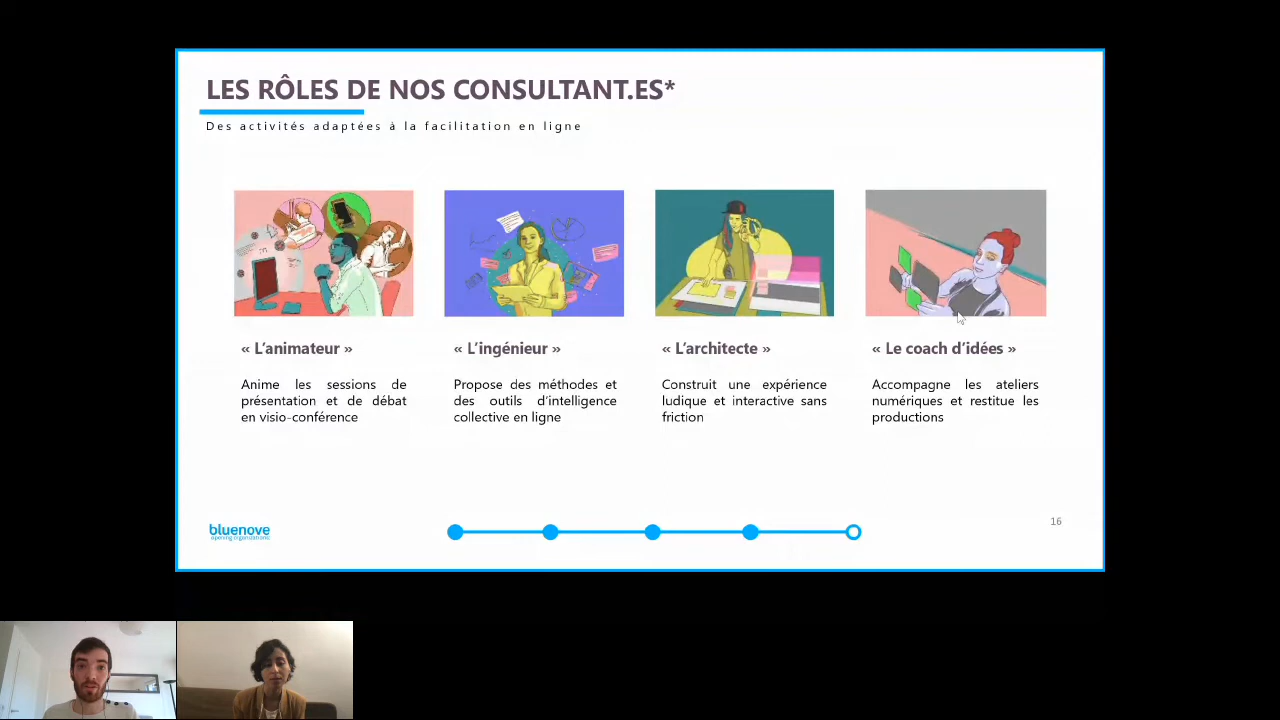 LES RÔLES DE NOS CONSULTANT.ES*
Des activités adaptées à la facilitation en ligne
« L'animateur »
Anime les sessions de
présentation et de débat
en visio-conférence
« L'ingénieur »
Propose des méthodes et
des outils d'intelligence
collective en ligne
« L'architecte »
Construit une expérience
ludique et interactive sans
friction
« Le coach d'idées »
Accompagne les ateliers
numériques et restitue les
productions
bluenove
opening organizations
16